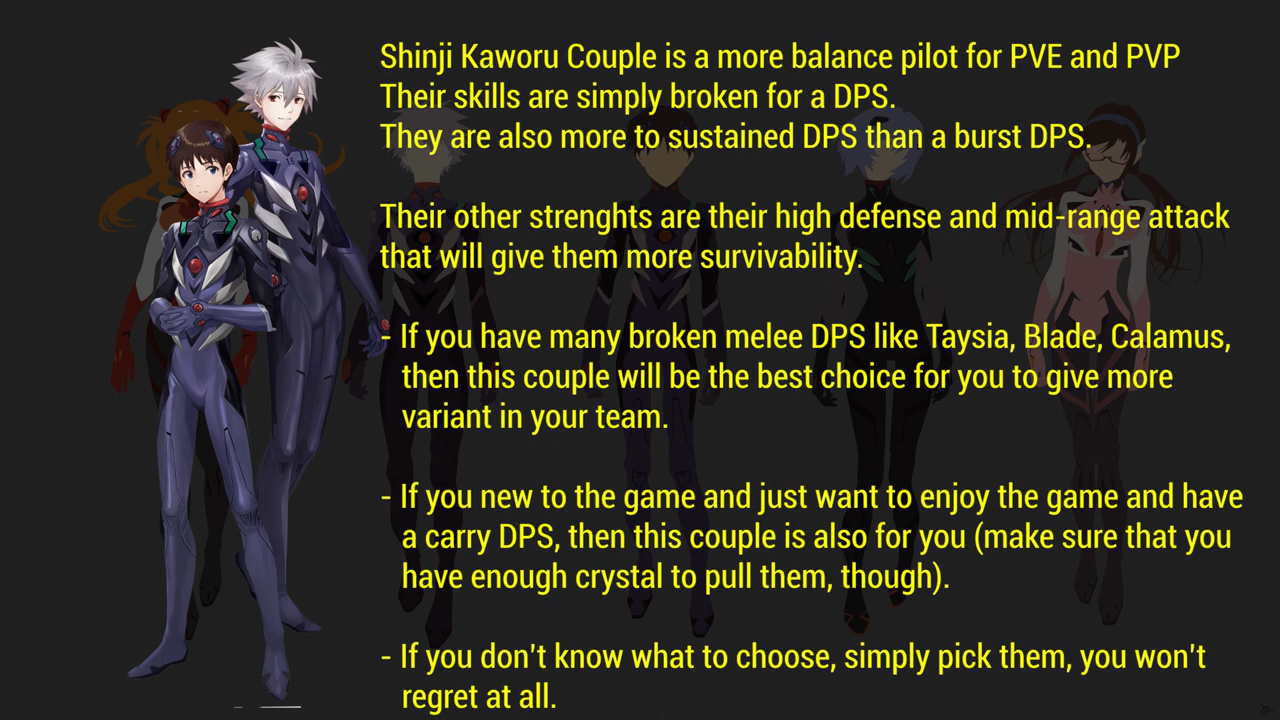 Shinji Kaworu Couple is a more balance pilot for PVE and PVP
Their skills are simply broken for a DPS.
They are also more to sustained DPS than a burst DPS.
Their other strenghts are their high defense and mid-range attack
that will give them more survivability.
- If you have many broken melee DPS like Taysia, Blade, Calamus,
then this couple will be the best choice for you to give more
variant in your team.
- If you new to the game and just want to enjoy the game and have
a carry DPS, then this couple is also for you (make sure that you
have enough crystal to pull them, though).
- If you don't know what to choose, simply pick them, you won't
regret at all.